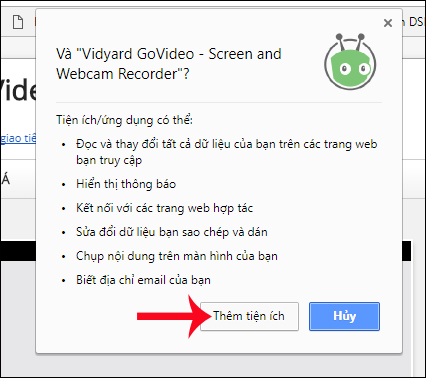 n DS
Và "Vidyard GoVideo - Screen and
Webcam Recorder"?
Vide
giao tiế
Tiện ích/ứng dụng có thể:
• Đọc và thay đổi tất cả dữ liệu của bạn trên các trang web
bạn truy cập
• Hiển thị thông báo
• Kết nối với các trang web hợp tác
• Sửa đổi dữ liệu bạn sao chép và dán
• Chụp nội dung trên màn hình của bạn
• Biết địa chỉ email của bạn
Á
Thêm tiện ích
Hủy